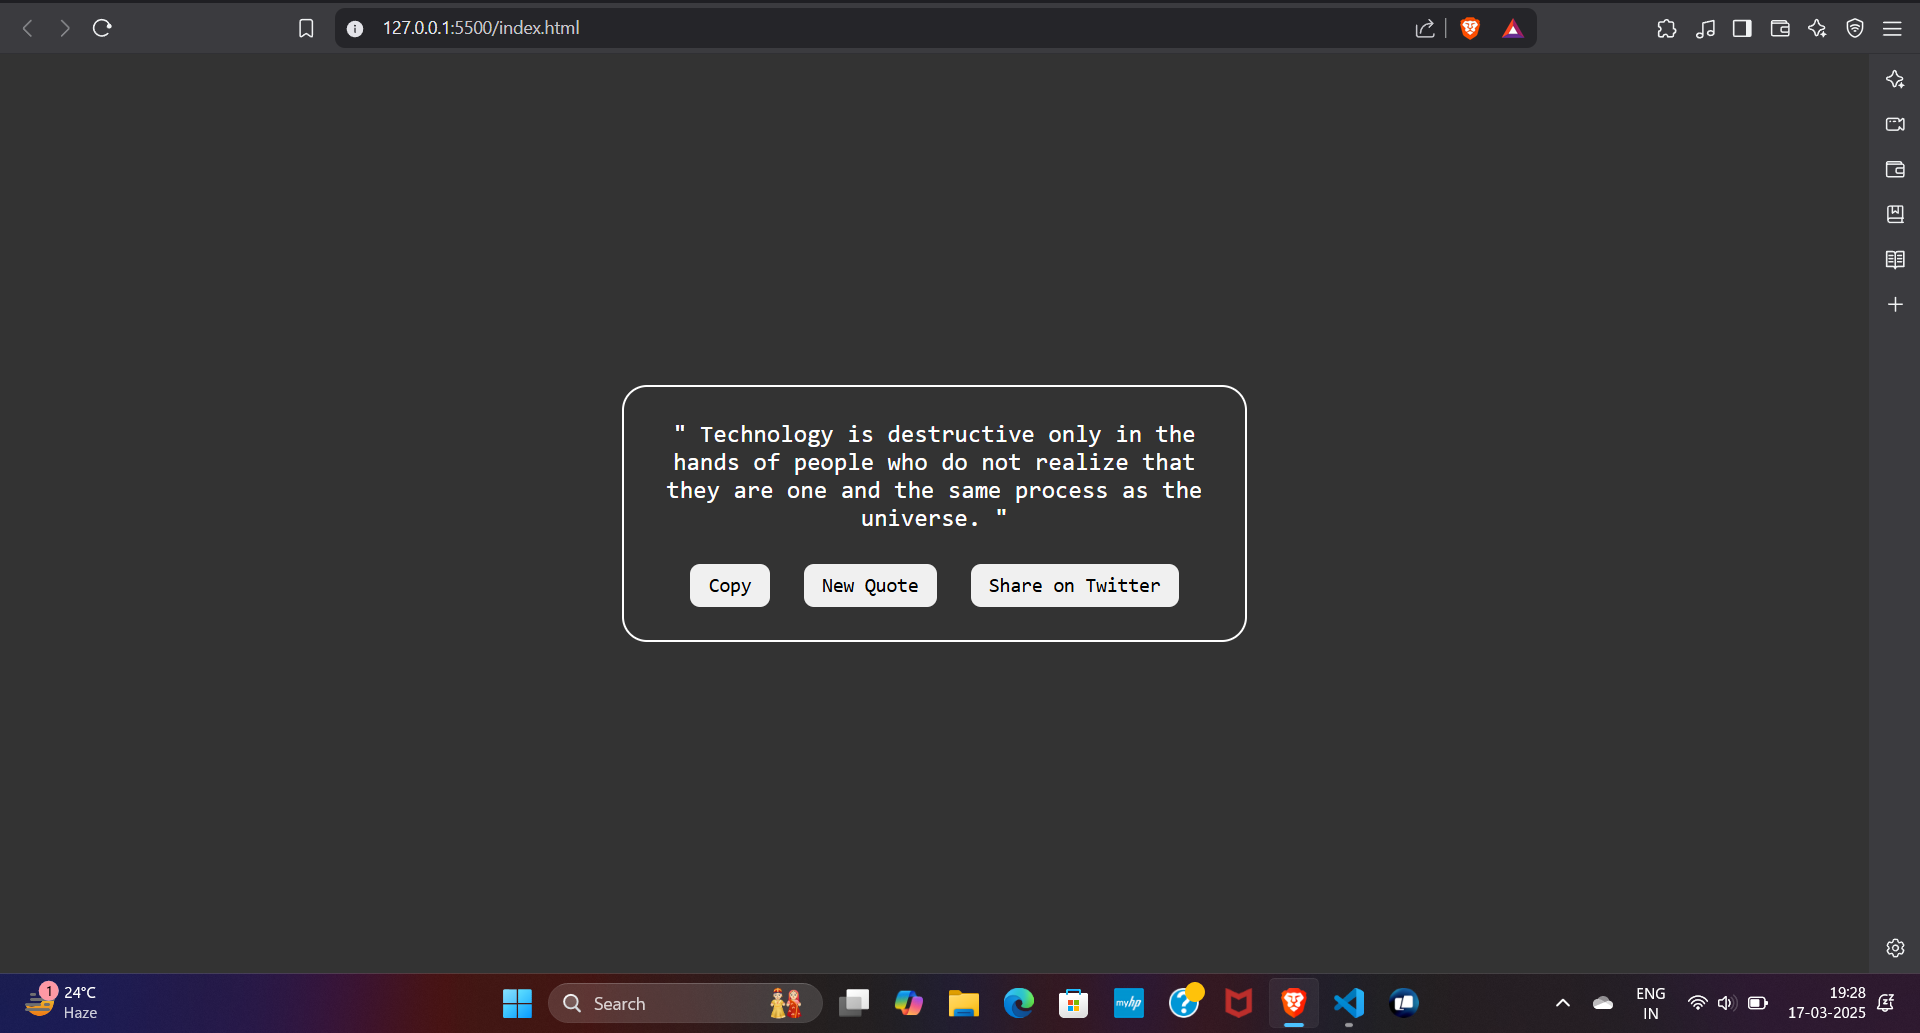 127.0.0.1:5500/index.html
" Technology is destructive only in the
hands of people who do not realize that
they are one and the same process as the
universe. "
Copy
New Quote
Share on Twitter
1
24°C
Haze
Search
myhp
ENG
IN
19:28
17-03-2025